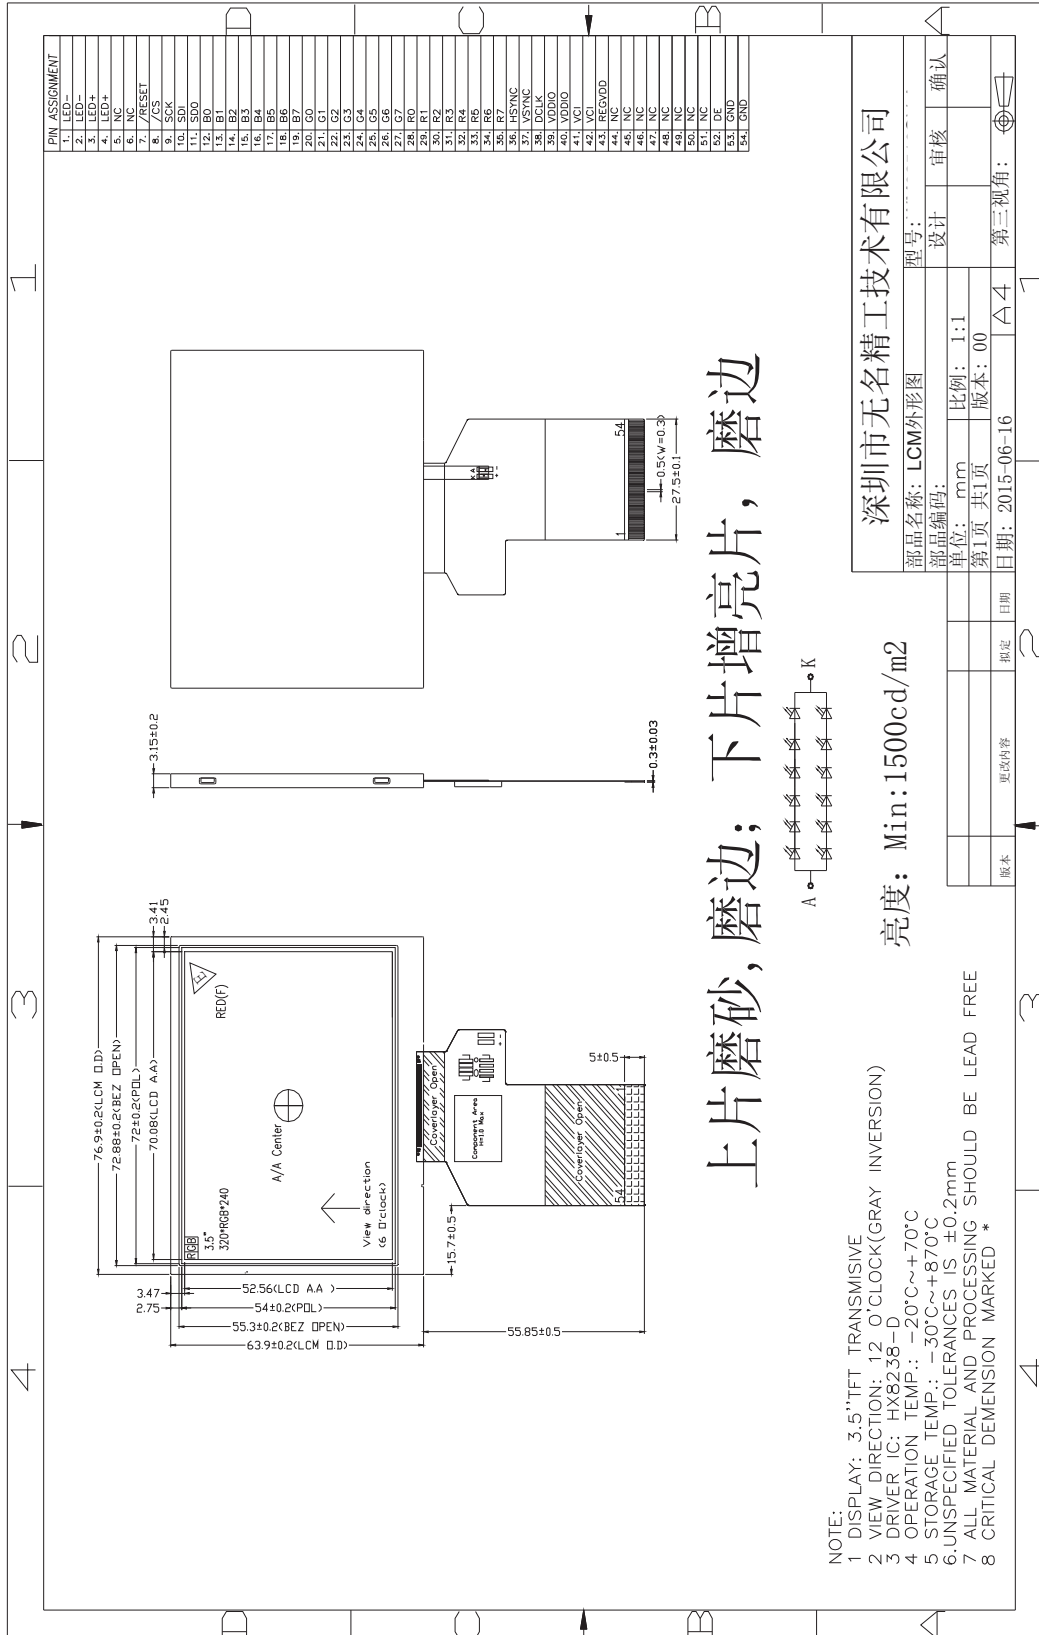 PIN ASSIGNMENT
1. LED-
2. LED-
3. LED+
4. LED+
5. NC
6. NC
7. /RESET
8. /CS
9. SCK
10. SDI
11. SDO
12. B0
13. B1
14. B2
15. B3
16. B4
17. B5
18. B6
19. B7
20. G0
21. G1
22. G2
23. G3
24. G4
25. G5
26. G6
27. G7
28. R0
29. R1
30. R2
31. R3
32. R4
33. R6
34. R6
35. R7
36. HSYNC
37. VSYNC
38. DCLK
39. VDDIO
40. VDDIO
41. VCI
42. VCI
43. REGVDD
44. NC
45. NC
46. NC
47. NC
48. NC
49. NC
50. NC
51. NC
52. DE
53. GND
54. GND
4
3
2
1
D
C
B
A
76.9±0.2(LCM O.D)
72.88±0.2(BEZ OPEN)
72±0.2(POL)
70.08(LCD A.A)
3.41
2.45
3.47
2.75
RGB
3.5"
320*RGB*240
A/A Center
RED(F)
View direction
(6 O'clock)
52.56(LCD A.A )
54±0.2(POL)
55.3±0.2(BEZ OPEN)
63.9±0.2(LCM O.D)
15.7±0.5
55.85±0.5
Coverlayer Open
Component Area
H=1.0 Max
Coverlayer Open
5±0.5
54
1
+ -
3.15±0.2
0.3±0.03
K A
+ -
1
54
0.5(W=0.3)
27.5±0.1
上片磨砂,磨边; 下片增亮片, 磨边
A
K
亮度: Min:1500cd/m2
NOTE:
1 DISPLAY: 3.5''TFT TRANSMISIVE
2 VIEW DIRECTION: 12 O'CLOCK(GRAY INVERSION)
3 DRIVER IC: HX8238-D
4 OPERATION TEMP.: -20°C~+70°C
5 STORAGE TEMP.: -30°C~+870°C
6.UNSPECIFIED TOLERANCES IS ±0.2mm
7 ALL MATERIAL AND PROCESSING SHOULD BE LEAD FREE
8 CRITICAL DEMENSION MARKED *
深圳市无名精工技术有限公司
部品名称: LCM外形图
型号:
部品编码:
设计
审核
确认
单位: mm
比例: 1:1
第1页 共1页
版本: 00
日期: 2015-06-16
A4
第三视角:
版本
更改内容
拟定
日期
4
3
2
1
D
C
B
A